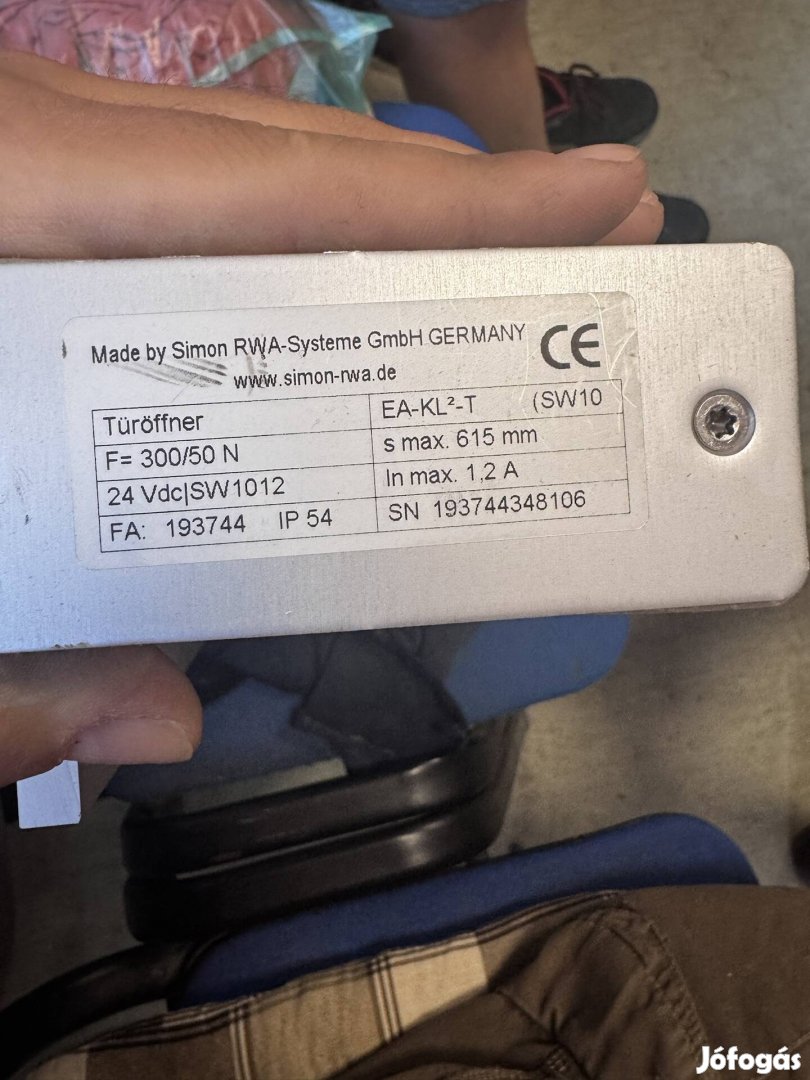 Made by Simon RWA-Systeme GmbH GERMANY
CE
www.simon-rwa.de
Türöffner
EA-KL²-T (SW10
F= 300/50 N
s max. 615 mm
24 Vdc|SW1012
In max. 1,2 A
FA: 193744 IP 54
SN 193744348106
Jófogás